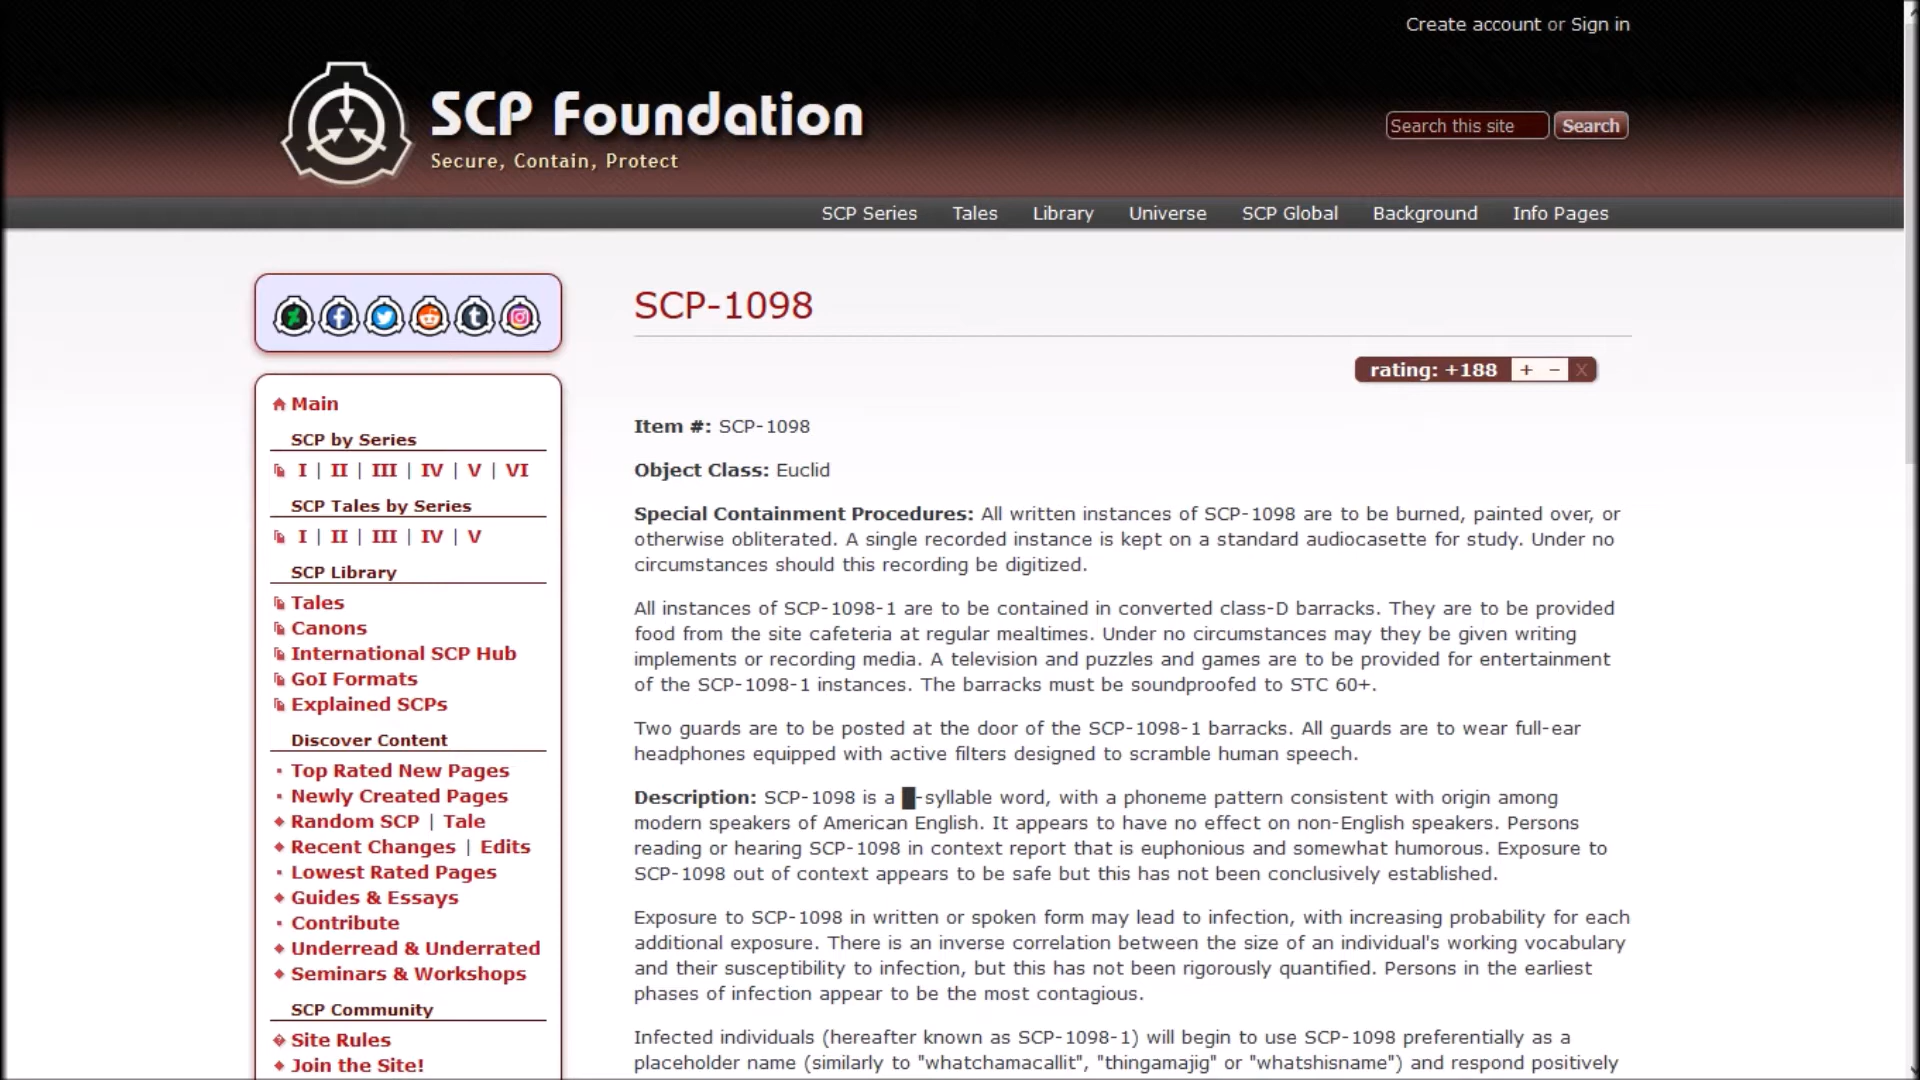 Create account or Sign in
SCP Foundation
Secure, Contain, Protect
Search this site
Search
SCP Series
Tales
Library
Universe
SCP Global
Background
Info Pages
Main
SCP by Series
I | II | III | IV | V | VI
SCP Tales by Series
I | II | III | IV | V
SCP Library
Tales
Canons
International SCP Hub
GoI Formats
Explained SCPs
Discover Content
Top Rated New Pages
Newly Created Pages
Random SCP | Tale
Recent Changes | Edits
Lowest Rated Pages
Guides & Essays
Contribute
Underread & Underrated
Seminars & Workshops
SCP Community
Site Rules
Join the Site!
SCP-1098
rating: +188 + − X
Item #: SCP-1098
Object Class: Euclid
Special Containment Procedures: All written instances of SCP-1098 are to be burned, painted over, or
otherwise obliterated. A single recorded instance is kept on a standard audiocasette for study. Under no
circumstances should this recording be digitized.
All instances of SCP-1098-1 are to be contained in converted class-D barracks. They are to be provided
food from the site cafeteria at regular mealtimes. Under no circumstances may they be given writing
implements or recording media. A television and puzzles and games are to be provided for entertainment
of the SCP-1098-1 instances. The barracks must be soundproofed to STC 60+.
Two guards are to be posted at the door of the SCP-1098-1 barracks. All guards are to wear full-ear
headphones equipped with active filters designed to scramble human speech.
Description: SCP-1098 is a █-syllable word, with a phoneme pattern consistent with origin among
modern speakers of American English. It appears to have no effect on non-English speakers. Persons
reading or hearing SCP-1098 in context report that is euphonious and somewhat humorous. Exposure to
SCP-1098 out of context appears to be safe but this has not been conclusively established.
Exposure to SCP-1098 in written or spoken form may lead to infection, with increasing probability for each
additional exposure. There is an inverse correlation between the size of an individual's working vocabulary
and their susceptibility to infection, but this has not been rigorously quantified. Persons in the earliest
phases of infection appear to be the most contagious.
Infected individuals (hereafter known as SCP-1098-1) will begin to use SCP-1098 preferentially as a
placeholder name (similarly to "whatchamacallit", "thingamajig" or "whatshisname") and respond positively